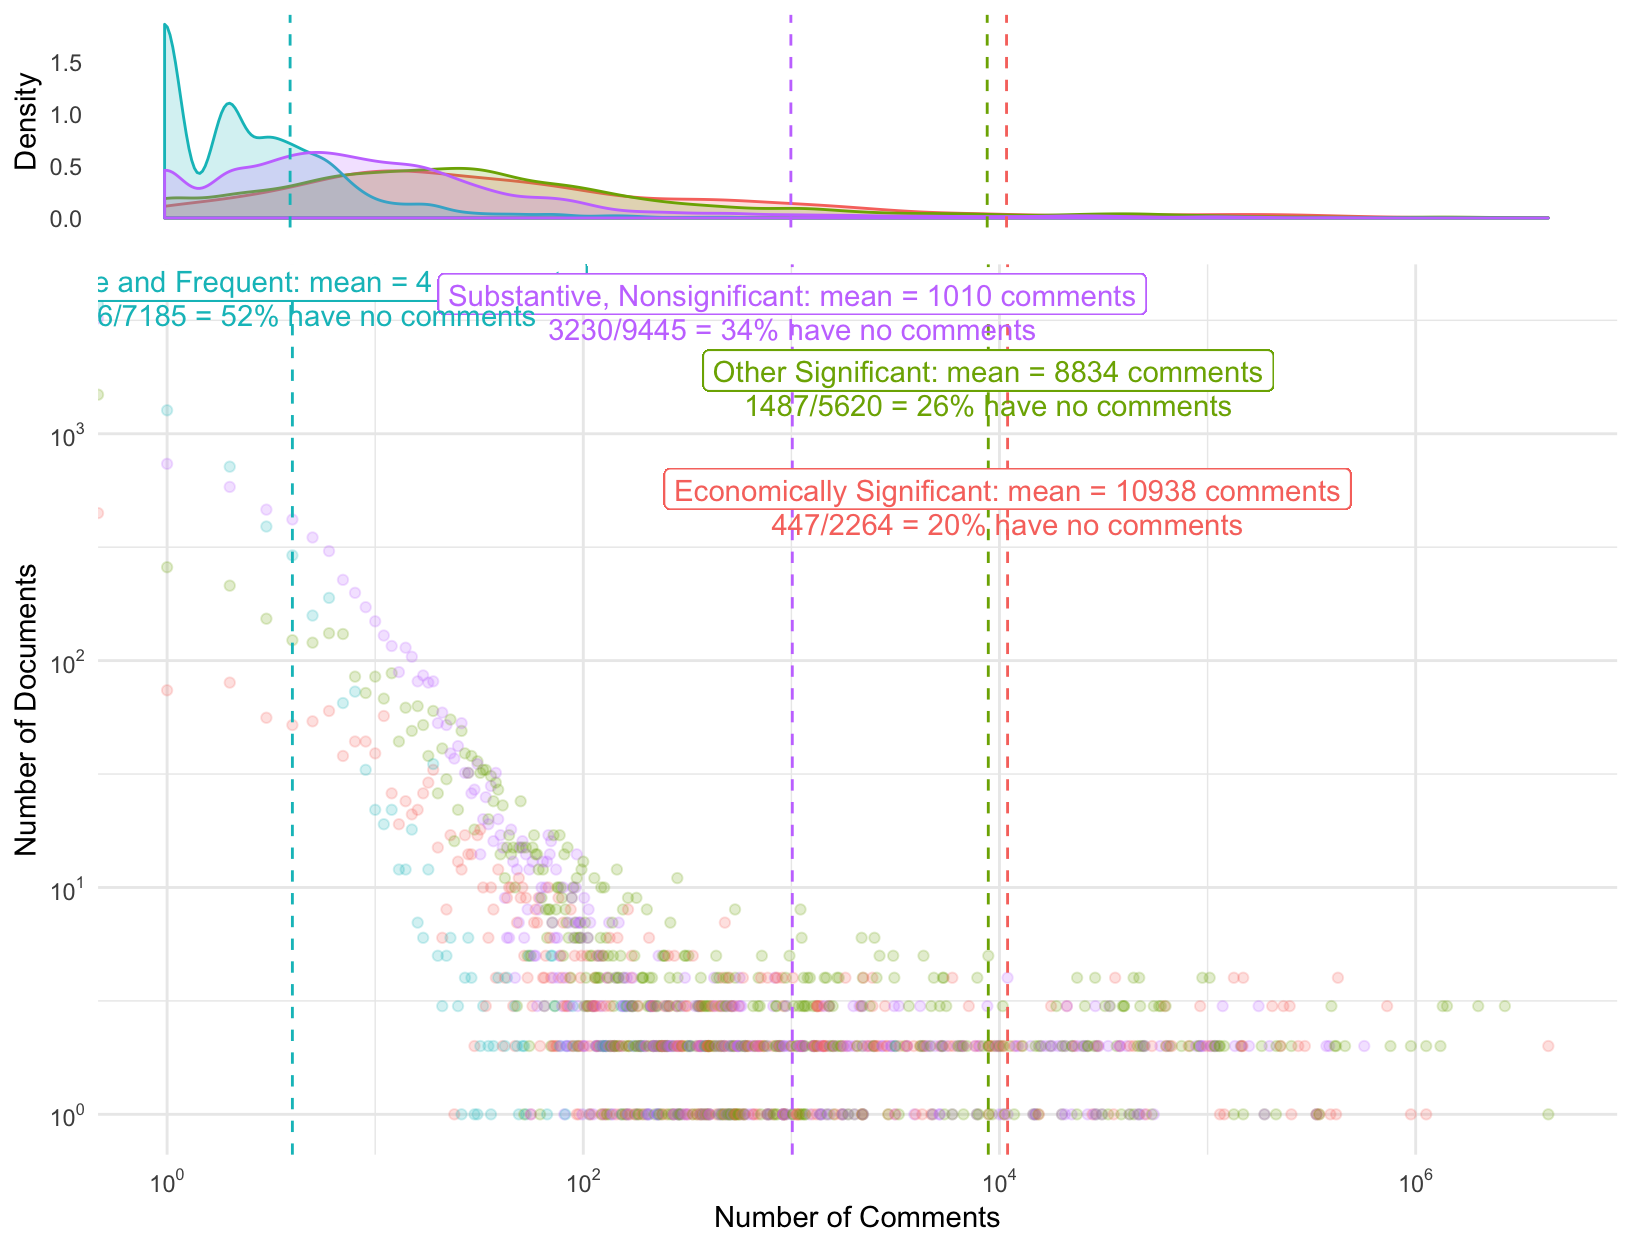 Density
1.5
1.0
0.5
0.0
e and Frequent: mean = 4
6/7185 = 52% have no comments
Substantive, Nonsignificant: mean = 1010 comments
3230/9445 = 34% have no comments
Other Significant: mean = 8834 comments
1487/5620 = 26% have no comments
Economically Significant: mean = 10938 comments
447/2264 = 20% have no comments
Number of Documents
10³
10²
10¹
10⁰
10⁰ 10² 10⁴ 10⁶
Number of Comments